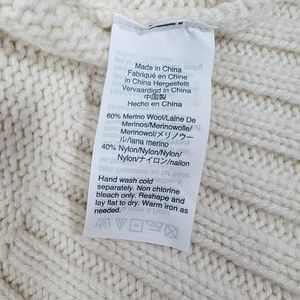 Made in China
Fabriqué en Chine
In China Hergestellt
Vervaardigd in China
中国製
Hecho en China
60% Merino Wool/Laine De
Merinos/Merinowolle/
Merinowol/メリノウー
ル/lana merino
40% Nylon/Nylon/Nylon/
Nylon/ナイロン/nailon
Hand wash cold
separately. Non chlorine
bleach only. Reshape and
lay flat to dry. Warm iron as
needed.